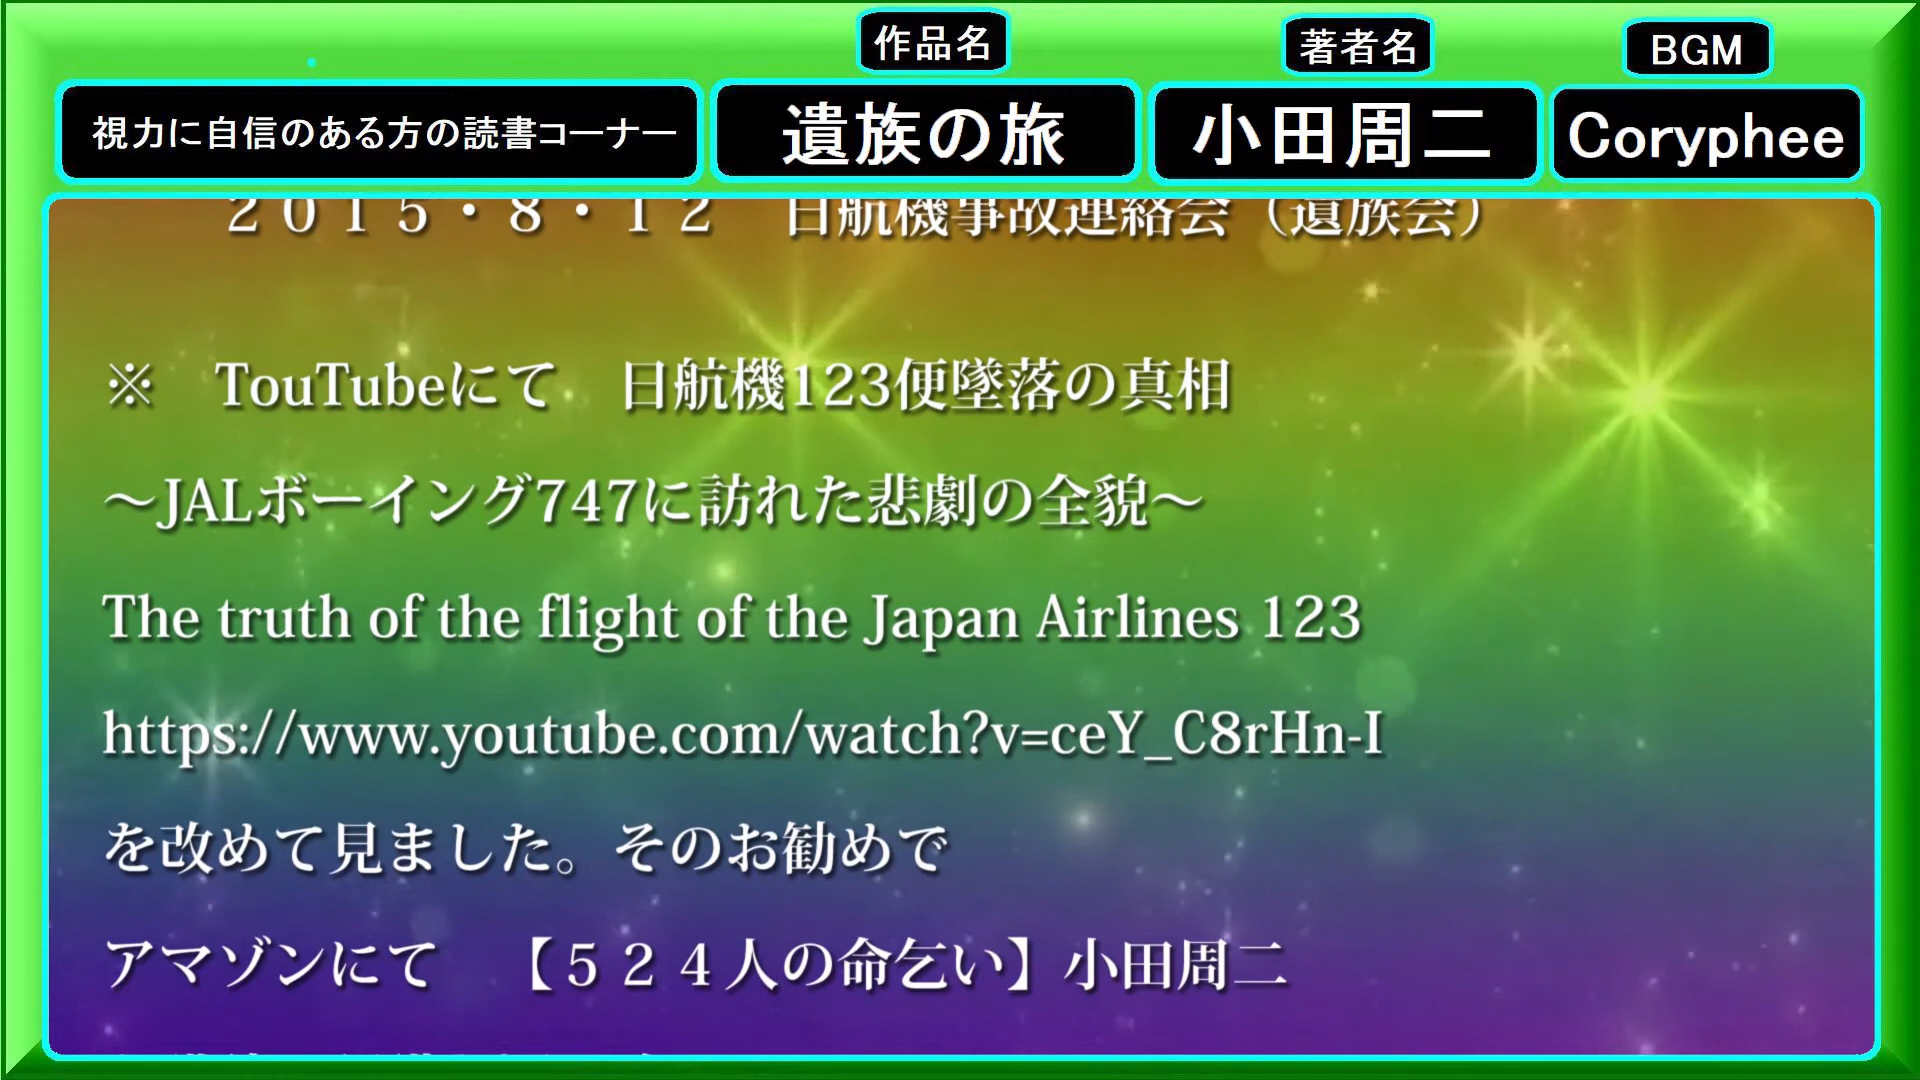 作品名
著者名
BGM
視力に自信のある方の読書コーナー
遺族の旅
小田周二
Coryphee
２０１５・８・１２　日航機事故連絡会（遺族会）
※　TouTubeにて　日航機123便墜落の真相
～JALボーイング747に訪れた悲劇の全貌～
The truth of the flight of the Japan Airlines 123
https://www.youtube.com/watch?v=ceY_C8rHn-I
を改めて見ました。そのお勧めで
アマゾンにて　【５２４人の命乞い】小田周二